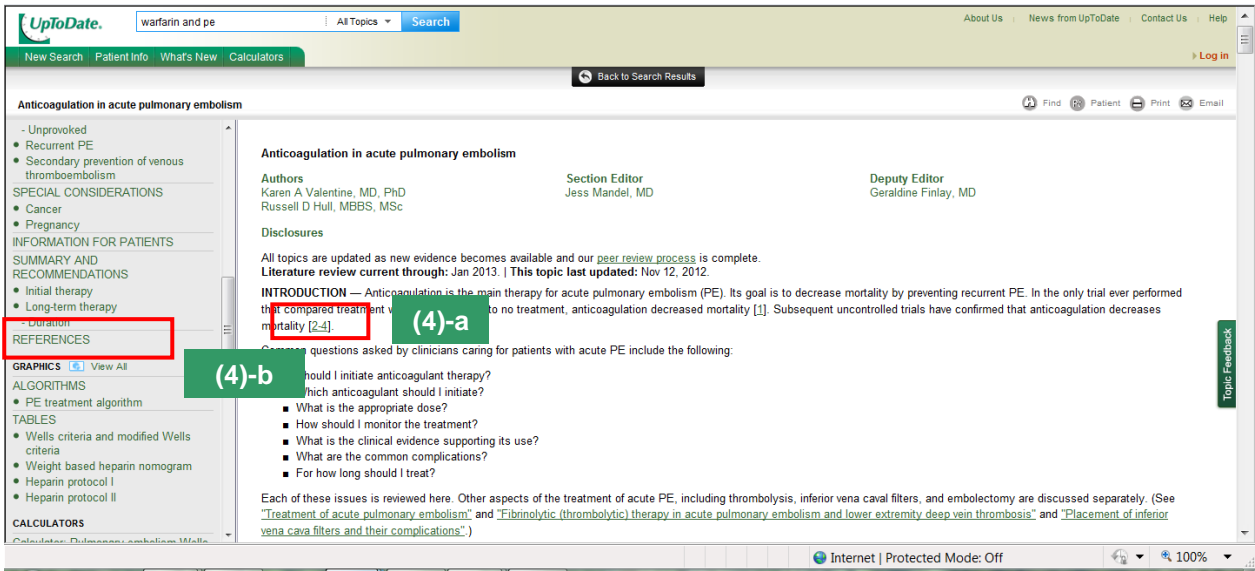 UpToDate.
warfarin and pe
All Topics
Search
About Us
News from UpToDate
Contact Us
Help
New Search Patient Info What's New Calculators
Log in
Back to Search Results
Anticoagulation in acute pulmonary embolism
Find Patient Print Email
- Unprovoked
• Recurrent PE
• Secondary prevention of venous
thromboembolism
SPECIAL CONSIDERATIONS
• Cancer
• Pregnancy
INFORMATION FOR PATIENTS
SUMMARY AND
RECOMMENDATIONS
• Initial therapy
• Long-term therapy
- Duration
REFERENCES
GRAPHICS View All
ALGORITHMS
• PE treatment algorithm
TABLES
• Wells criteria and modified Wells
criteria
• Weight based heparin nomogram
• Heparin protocol I
• Heparin protocol II
CALCULATORS
Calculator: Pulmonary embolism Wells
(4)-b
Anticoagulation in acute pulmonary embolism
Authors
Karen A Valentine, MD, PhD
Russell D Hull, MBBS, MSc
Section Editor
Jess Mandel, MD
Deputy Editor
Geraldine Finlay, MD
Disclosures
All topics are updated as new evidence becomes available and our peer review process is complete.
Literature review current through: Jan 2013. | This topic last updated: Nov 12, 2012.
INTRODUCTION — Anticoagulation is the main therapy for acute pulmonary embolism (PE). Its goal is to decrease mortality by preventing recurrent PE. In the only trial ever performed
that compared treatment to no treatment, anticoagulation decreased mortality [1]. Subsequent uncontrolled trials have confirmed that anticoagulation decreases
mortality [2-4].
(4)-a
Common questions asked by clinicians caring for patients with acute PE include the following:
hould I initiate anticoagulant therapy?
Which anticoagulant should I initiate?
■ What is the appropriate dose?
■ How should I monitor the treatment?
■ What is the clinical evidence supporting its use?
■ What are the common complications?
■ For how long should I treat?
Each of these issues is reviewed here. Other aspects of the treatment of acute PE, including thrombolysis, inferior vena caval filters, and embolectomy are discussed separately. (See
"Treatment of acute pulmonary embolism" and "Fibrinolytic (thrombolytic) therapy in acute pulmonary embolism and lower extremity deep vein thrombosis" and "Placement of inferior
vena cava filters and their complications".)
Topic Feedback
Internet | Protected Mode: Off
100%